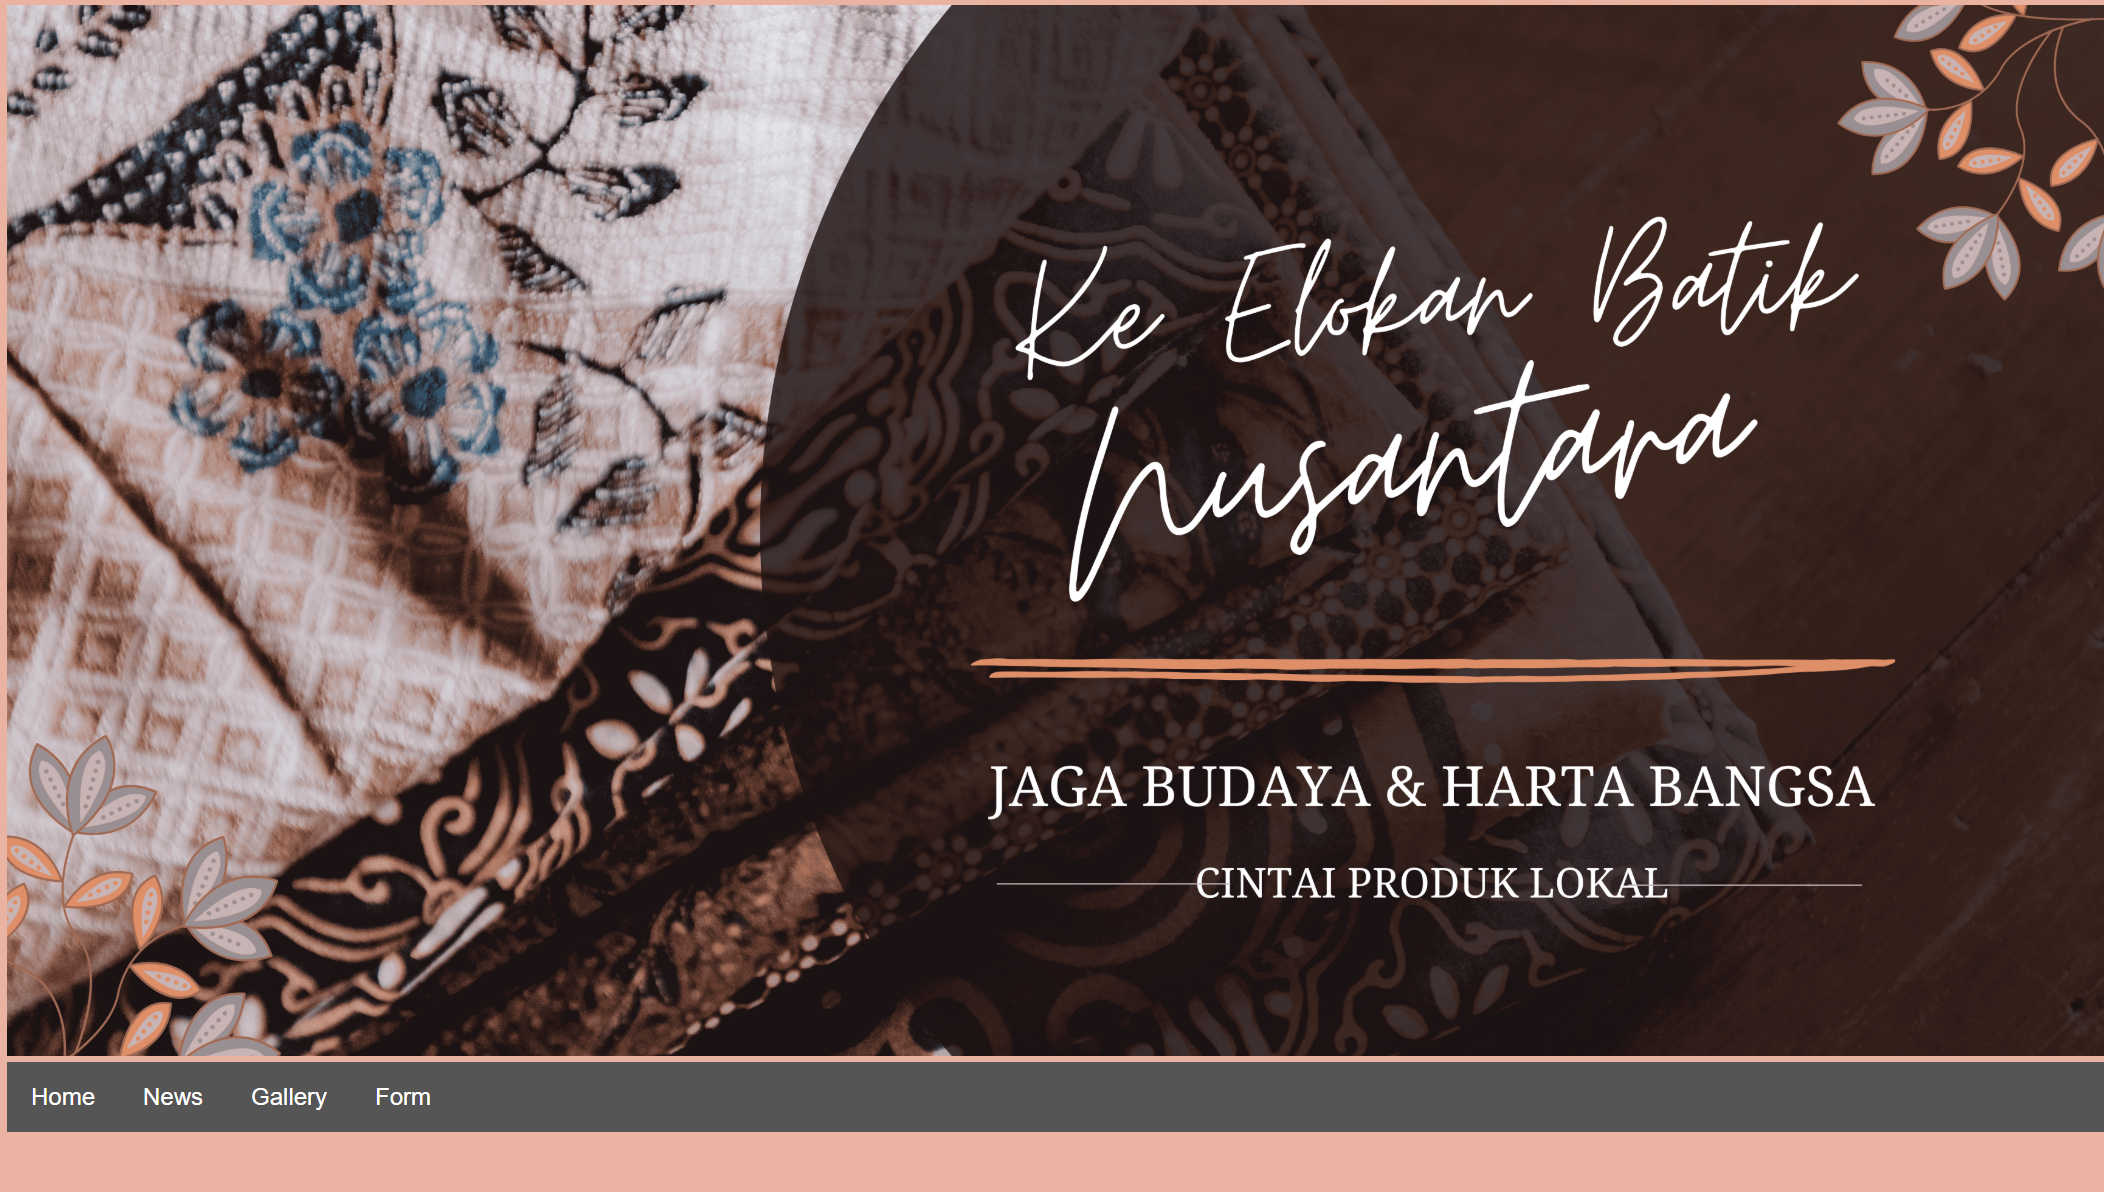 Ke Elokan Batik
Nusantara
JAGA BUDAYA & HARTA BANGSA
CINTAI PRODUK LOKAL
Home News Gallery Form